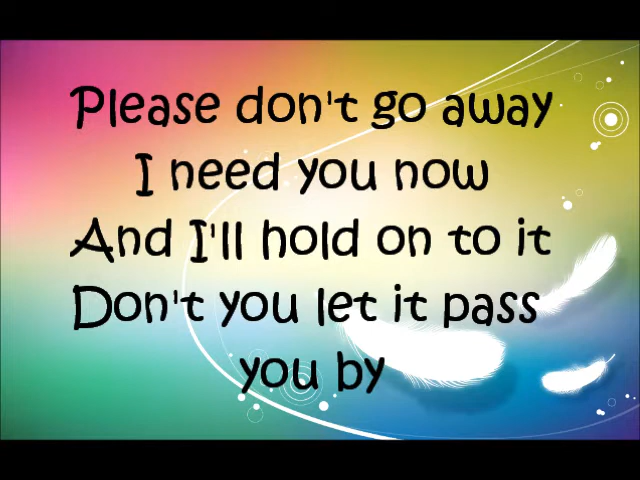 Please don't go away
I need you now
And I'll hold on to it
Don't you let it pass
you by